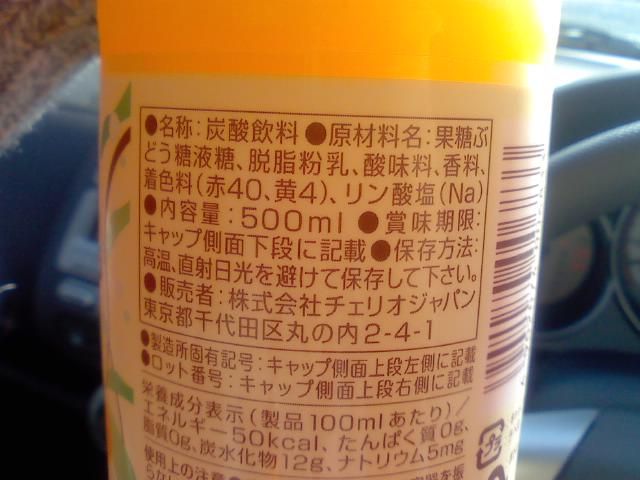 ●名称:炭酸飲料 ●原材料名:果糖ぶ
どう糖液糖、脱脂粉乳、酸味料、香料、
着色料(赤40、黄4)、リン酸塩(Na)
●内容量:500ml ●賞味期限:
キャップ側面下段に記載 ●保存方法:
高温、直射日光を避けて保存して下さい。
●販売者:株式会社チェリオジャパン
東京都千代田区丸の内2-4-1
●製造所固有記号:キャップ側面上段左側に記載
●ロット番号:キャップ側面上段右側に記載
栄養成分表示(製品100mlあたり)/
エネルギー50kcal、たんぱく質0g、
脂質0g、炭水化物12g、ナトリウム5mg
使用上の注意
プラ